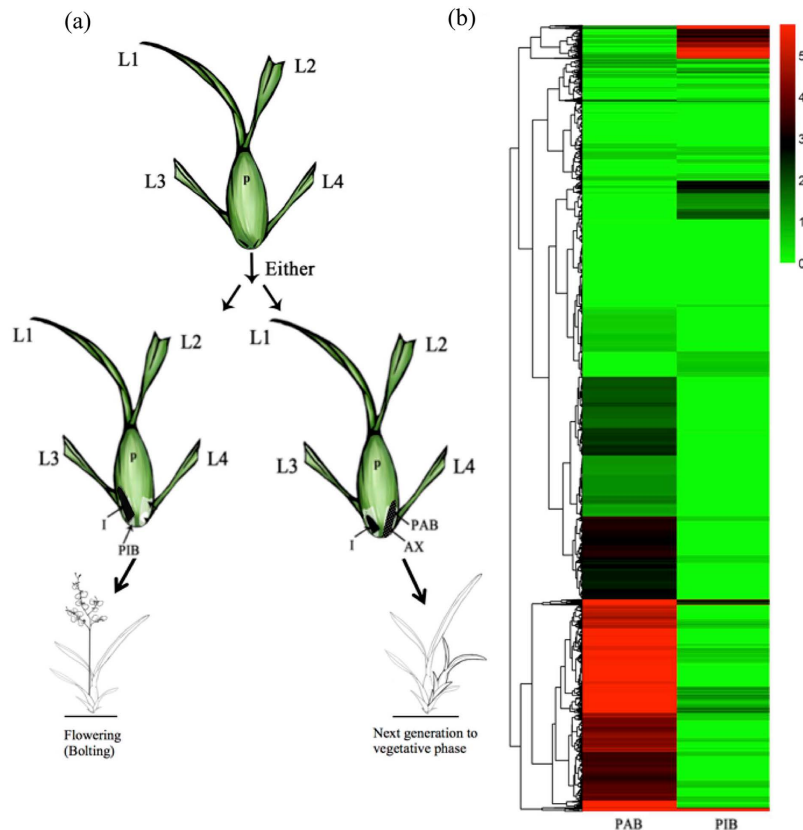 (a)
L1
L2
L3
P
L4
Either
L1
L2
L3
P
L4
I
PIB
L1
L2
L3
P
L4
I
PAB
AX
Flowering
(Bolting)
Next generation to
vegetative phase
(b)
5
4
3
2
1
0
PAB PIB